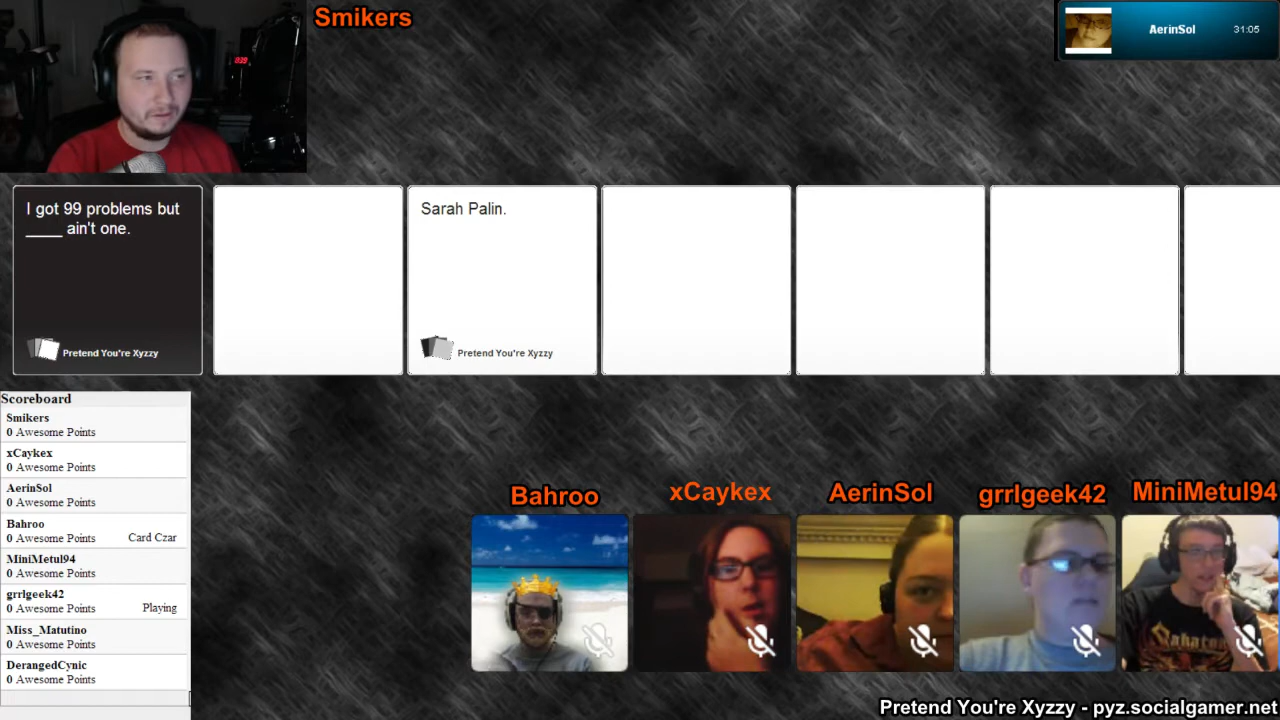 Smikers
AerinSol
31:05
I got 99 problems but
____ ain't one.
Pretend You're Xyzzy
Sarah Palin.
Pretend You're Xyzzy
Scoreboard
Smikers
0 Awesome Points
xCaykex
0 Awesome Points
AerinSol
0 Awesome Points
Bahroo
0 Awesome Points Card Czar
MiniMetul94
0 Awesome Points
grrlgeek42
0 Awesome Points Playing
Miss_Matutino
0 Awesome Points
DerangedCynic
0 Awesome Points
Bahroo
xCaykex
AerinSol
grrlgeek42
MiniMetul94
Pretend You're Xyzzy - pyz.socialgamer.net